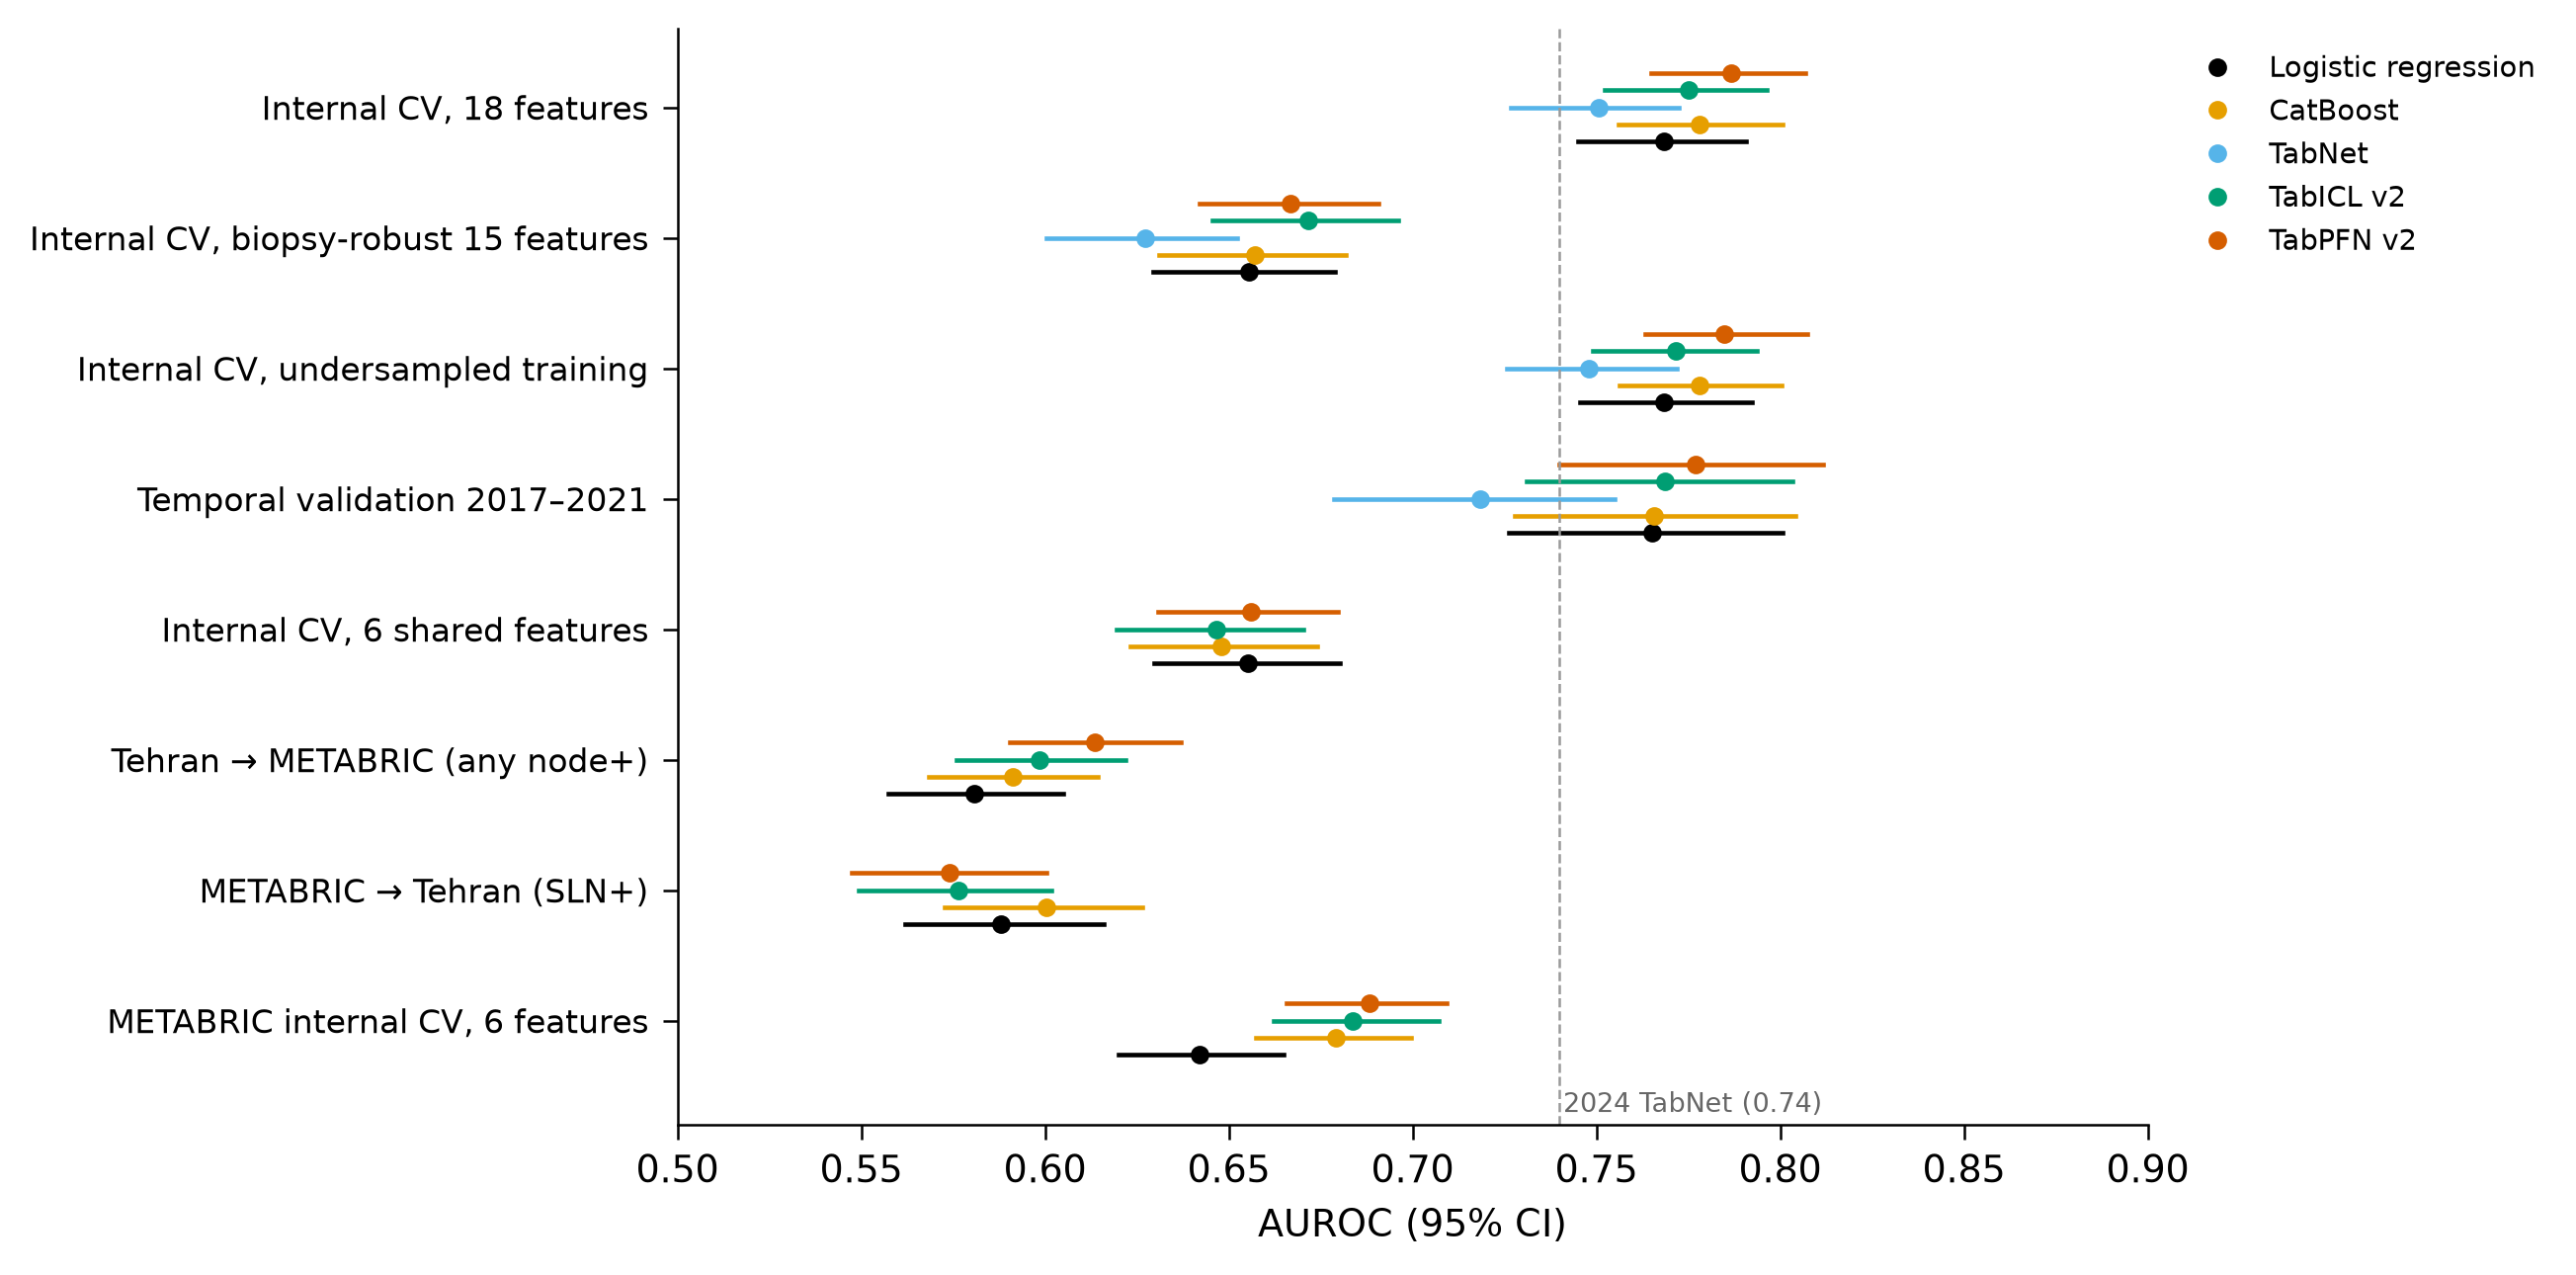 Internal CV, 18 features
Internal CV, biopsy-robust 15 features
Internal CV, undersampled training
Temporal validation 2017–2021
Internal CV, 6 shared features
Tehran → METABRIC (any node+)
METABRIC → Tehran (SLN+)
METABRIC internal CV, 6 features
Logistic regression
CatBoost
TabNet
TabICL v2
TabPFN v2
2024 TabNet (0.74)
0.50 0.55 0.60 0.65 0.70 0.75 0.80 0.85 0.90
AUROC (95% CI)